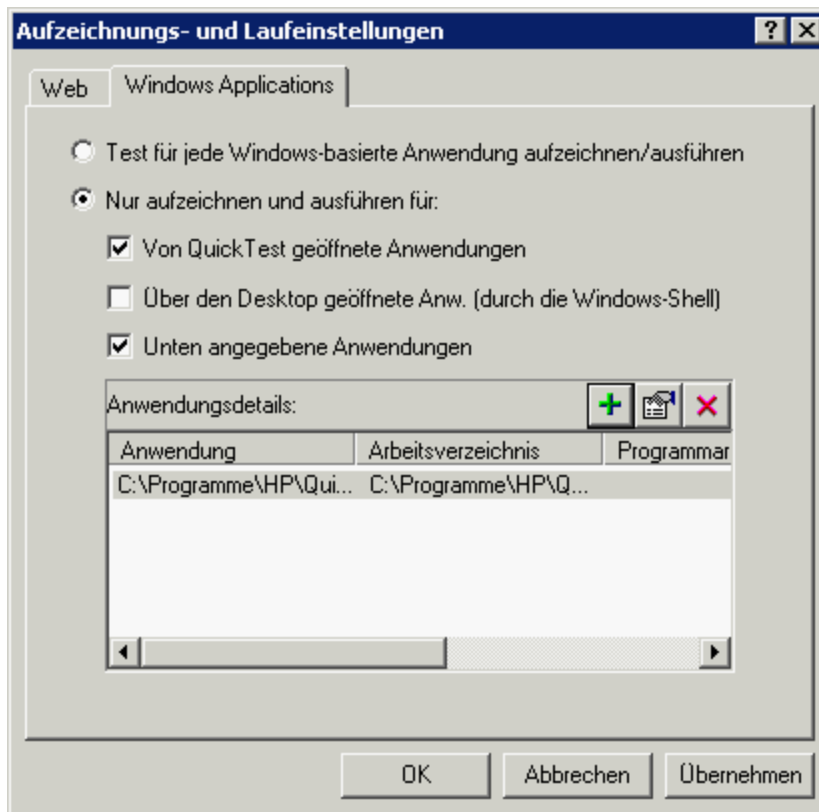 Aufzeichnungs- und Laufeinstellungen
Web
Windows Applications
Test für jede Windows-basierte Anwendung aufzeichnen/ausführen
Nur aufzeichnen und ausführen für:
Von QuickTest geöffnete Anwendungen
Über den Desktop geöffnete Anw. (durch die Windows-Shell)
Unten angegebene Anwendungen
Anwendungsdetails:
Anwendung Arbeitsverzeichnis Programmar
C:\Programme\HP\Qui... C:\Programme\HP\Q...
OK Abbrechen Übernehmen